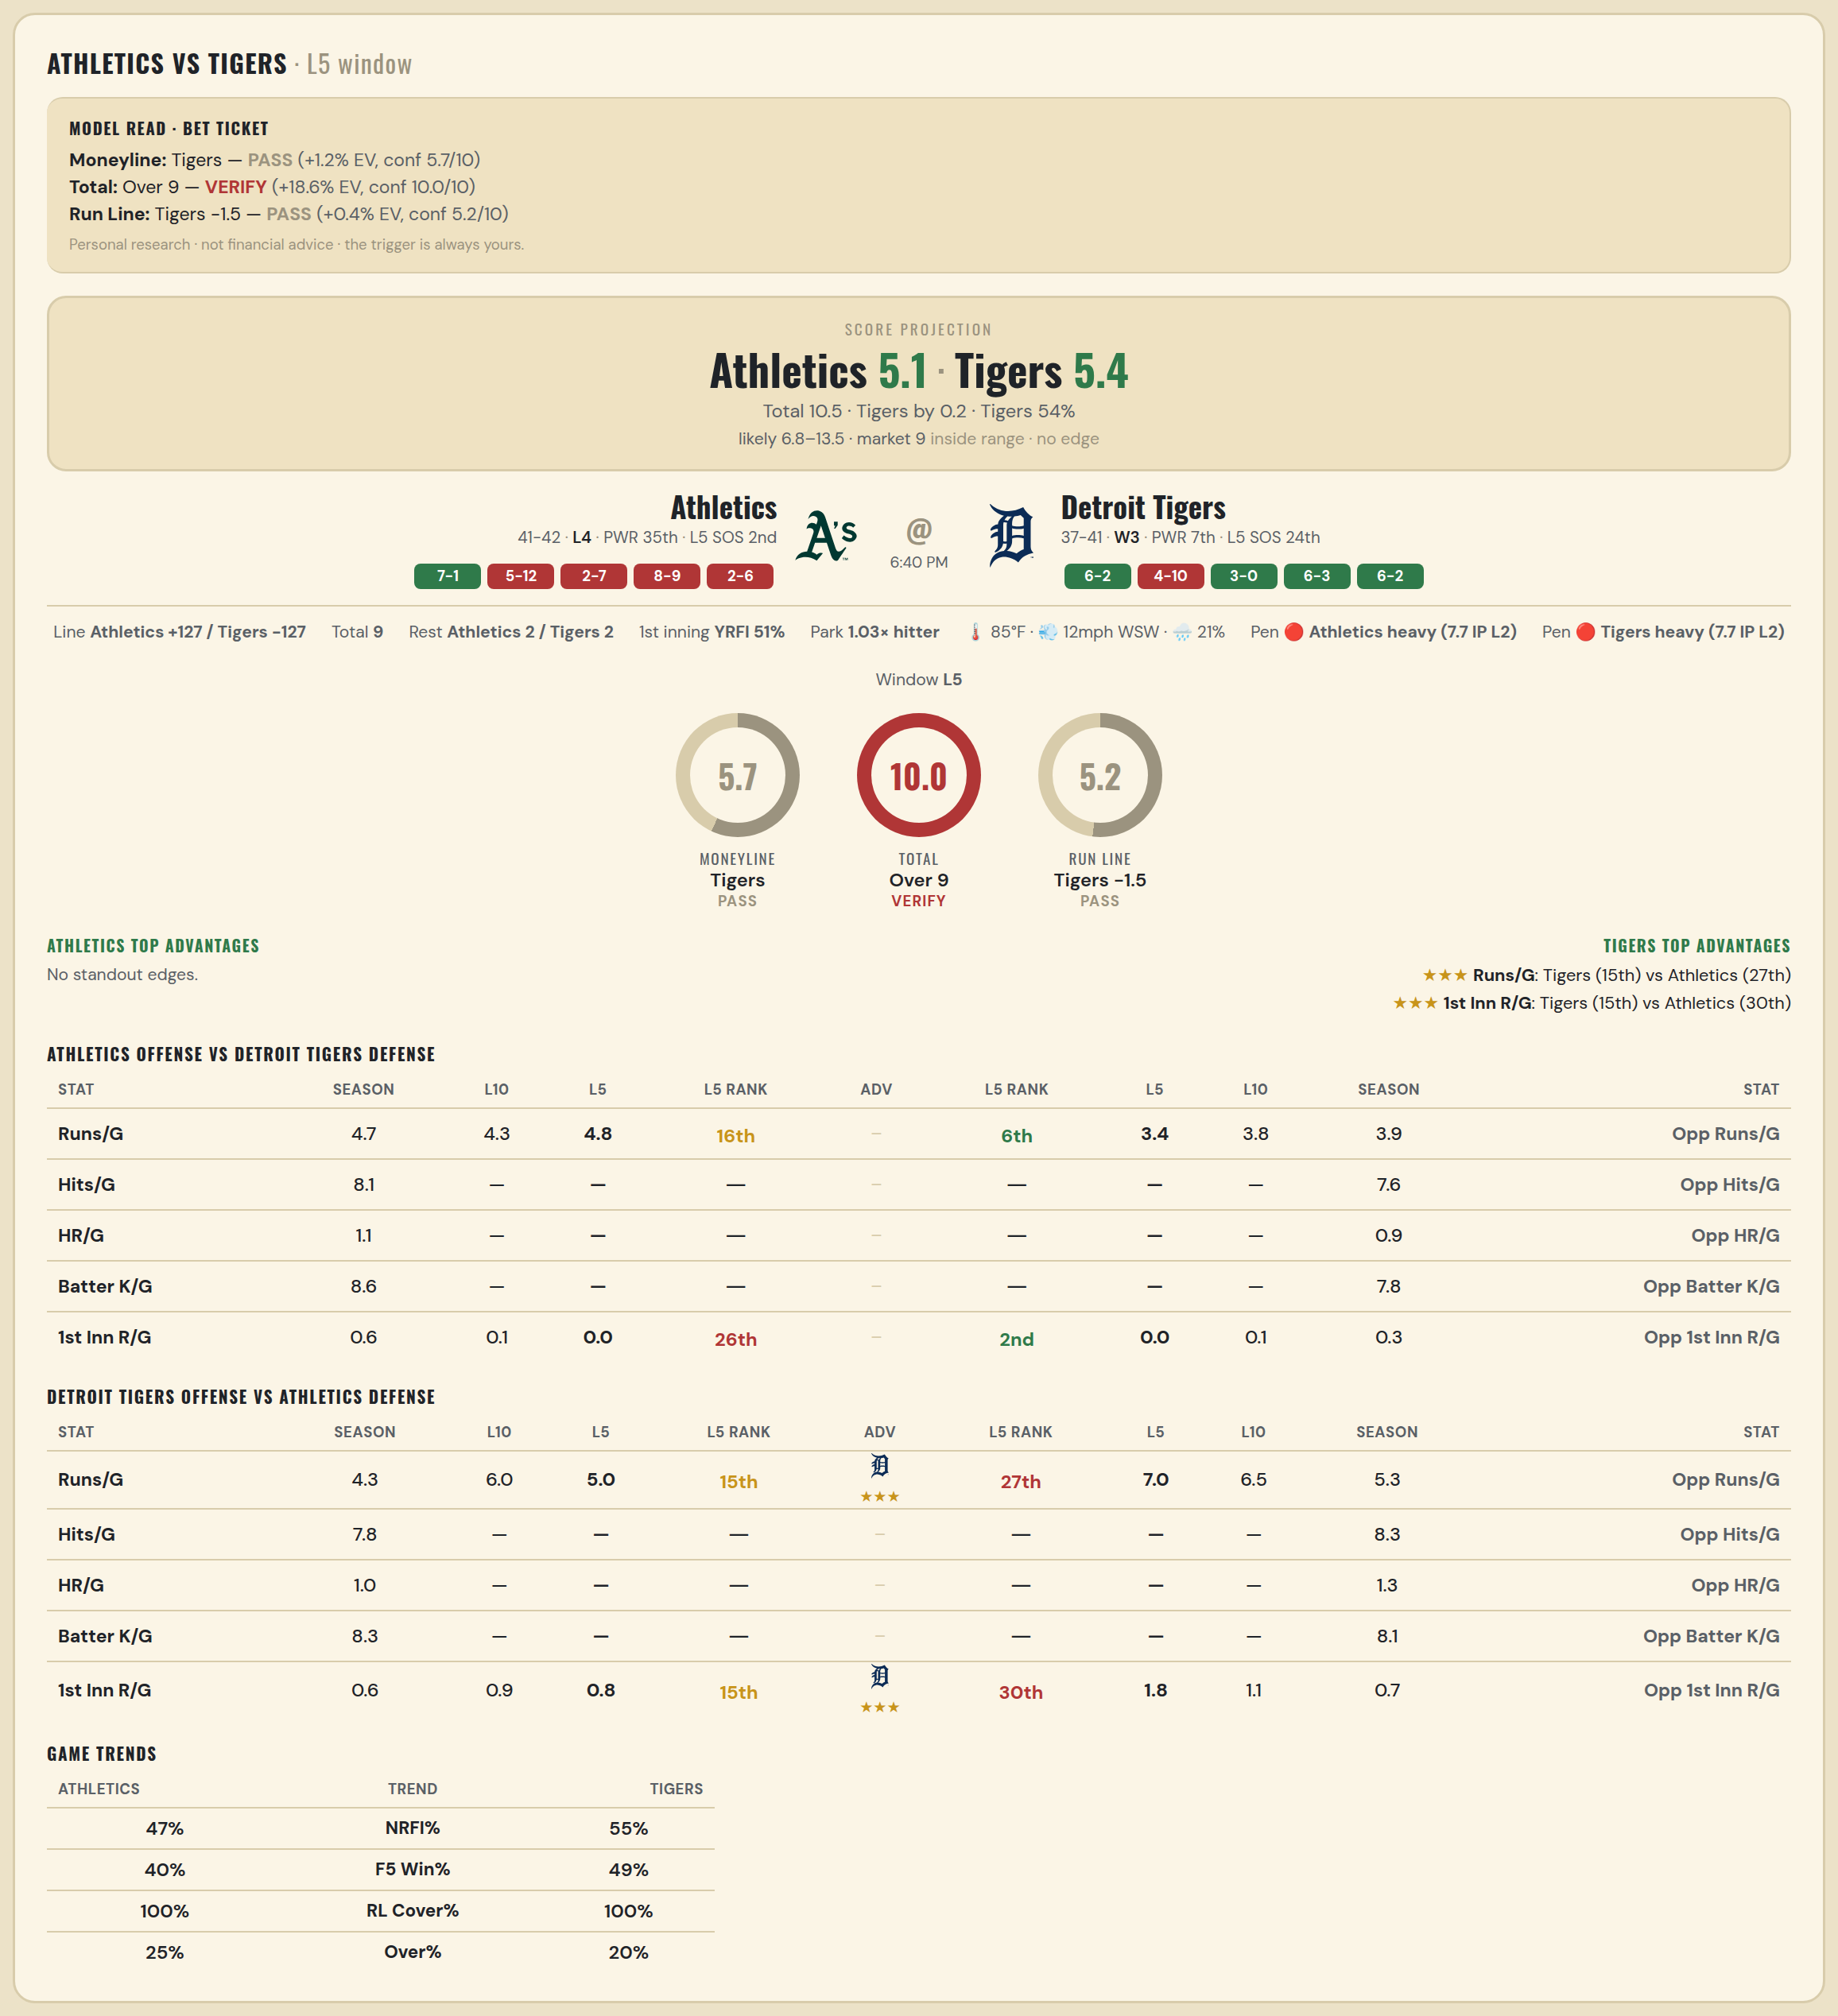 ATHLETICS VS TIGERS · L5 window
MODEL READ · BET TICKET
Moneyline: Tigers — PASS (+1.2% EV, conf 5.7/10)
Total: Over 9 — VERIFY (+18.6% EV, conf 10.0/10)
Run Line: Tigers -1.5 — PASS (+0.4% EV, conf 5.2/10)
Personal research · not financial advice · the trigger is always yours.
SCORE PROJECTION
Athletics 5.1 · Tigers 5.4
Total 10.5 · Tigers by 0.2 · Tigers 54%
likely 6.8–13.5 · market 9 inside range · no edge
Athletics
41-42 · L4 · PWR 35th · L5 SOS 2nd
7-1 5-12 2-7 8-9 2-6
A's
@
6:40 PM
D
Detroit Tigers
37-41 · W3 · PWR 7th · L5 SOS 24th
6-2 4-10 3-0 6-3 6-2
Line Athletics +127 / Tigers -127 Total 9 Rest Athletics 2 / Tigers 2 1st inning YRFI 51% Park 1.03× hitter 🌡️ 85°F · 💨 12mph WSW · 🌧️ 21% Pen 🔴 Athletics heavy (7.7 IP L2) Pen 🔴 Tigers heavy (7.7 IP L2)
Window L5
5.7 10.0 5.2
MONEYLINE TOTAL RUN LINE
Tigers Over 9 Tigers -1.5
PASS VERIFY PASS
ATHLETICS TOP ADVANTAGES
No standout edges.
TIGERS TOP ADVANTAGES
★★★ Runs/G: Tigers (15th) vs Athletics (27th)
★★★ 1st Inn R/G: Tigers (15th) vs Athletics (30th)
ATHLETICS OFFENSE VS DETROIT TIGERS DEFENSE
STAT SEASON L10 L5 L5 RANK ADV L5 RANK L5 L10 SEASON STAT
Runs/G 4.7 4.3 4.8 16th – 6th 3.4 3.8 3.9 Opp Runs/G
Hits/G 8.1 — — — – — — — 7.6 Opp Hits/G
HR/G 1.1 — — — – — — — 0.9 Opp HR/G
Batter K/G 8.6 — — — – — — — 7.8 Opp Batter K/G
1st Inn R/G 0.6 0.1 0.0 26th – 2nd 0.0 0.1 0.3 Opp 1st Inn R/G
DETROIT TIGERS OFFENSE VS ATHLETICS DEFENSE
STAT SEASON L10 L5 L5 RANK ADV L5 RANK L5 L10 SEASON STAT
Runs/G 4.3 6.0 5.0 15th D ★★★ 27th 7.0 6.5 5.3 Opp Runs/G
Hits/G 7.8 — — — – — — — 8.3 Opp Hits/G
HR/G 1.0 — — — – — — — 1.3 Opp HR/G
Batter K/G 8.3 — — — – — — — 8.1 Opp Batter K/G
1st Inn R/G 0.6 0.9 0.8 15th D ★★★ 30th 1.8 1.1 0.7 Opp 1st Inn R/G
GAME TRENDS
ATHLETICS TREND TIGERS
47% NRFI% 55%
40% F5 Win% 49%
100% RL Cover% 100%
25% Over% 20%